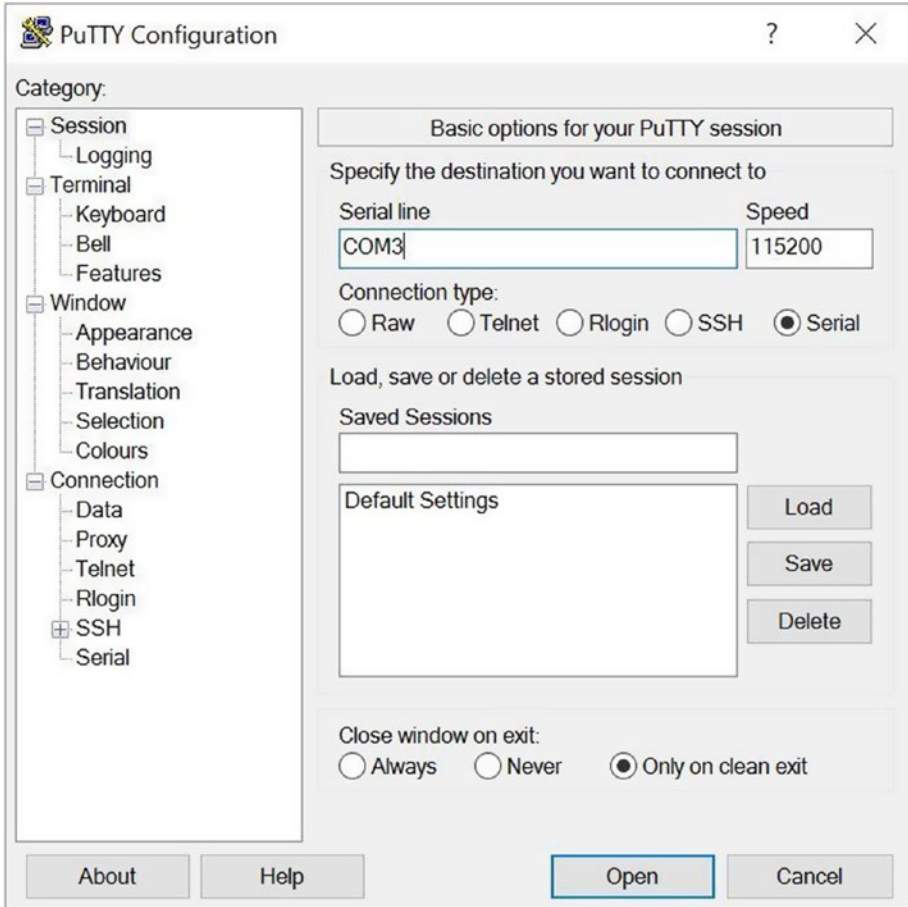 PuTTY Configuration
?
Category:
Session
Logging
Terminal
Keyboard
Bell
Features
Window
Appearance
Behaviour
Translation
Selection
Colours
Connection
Data
Proxy
Telnet
Rlogin
SSH
Serial
Basic options for your PuTTY session
Specify the destination you want to connect to
Serial line Speed
COM3 115200
Connection type:
Raw Telnet Rlogin SSH Serial
Load, save or delete a stored session
Saved Sessions
Default Settings
Load
Save
Delete
Close window on exit:
Always Never Only on clean exit
About Help Open Cancel